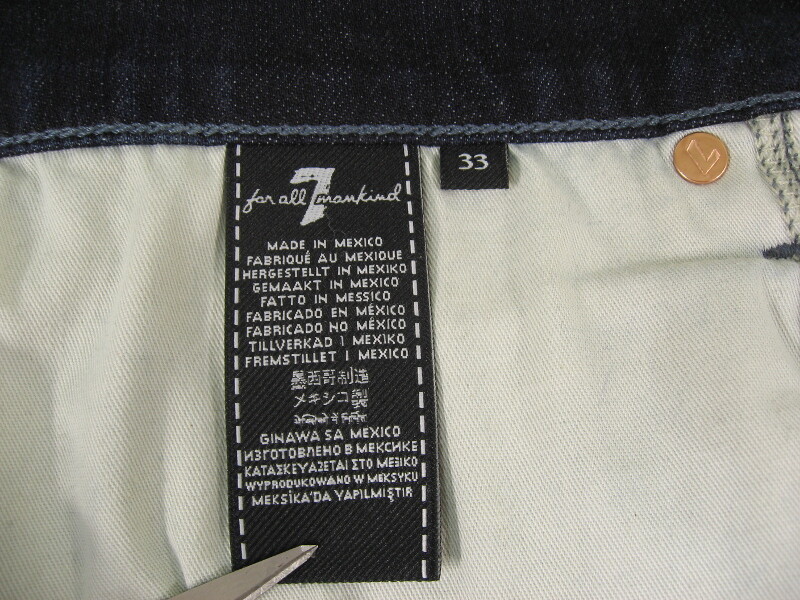 7
for all mankind
33
MADE IN MEXICO
FABRIQUÉ AU MEXIQUE
HERGESTELLT IN MEXIKO
GEMAAKT IN MEXICO
FATTO IN MESSICO
FABRICADO EN MÉXICO
FABRICADO NO MÉXICO
TILLVERKAD I MEXIKO
FREMSTILLET I MEXICO
墨西哥制造
メキシコ製
GINAWA SA MEXICO
ИЗГОТОВЛЕНО В МЕКСИКЕ
ΚΑΤΑΣΚΕΥΑΖΕΤΑΙ ΣΤΟ ΜΕΞΙΚΟ
WYPRODUKOWANO W MEKSYKU
MEKSİKA'DA YAPILMIŞTIR